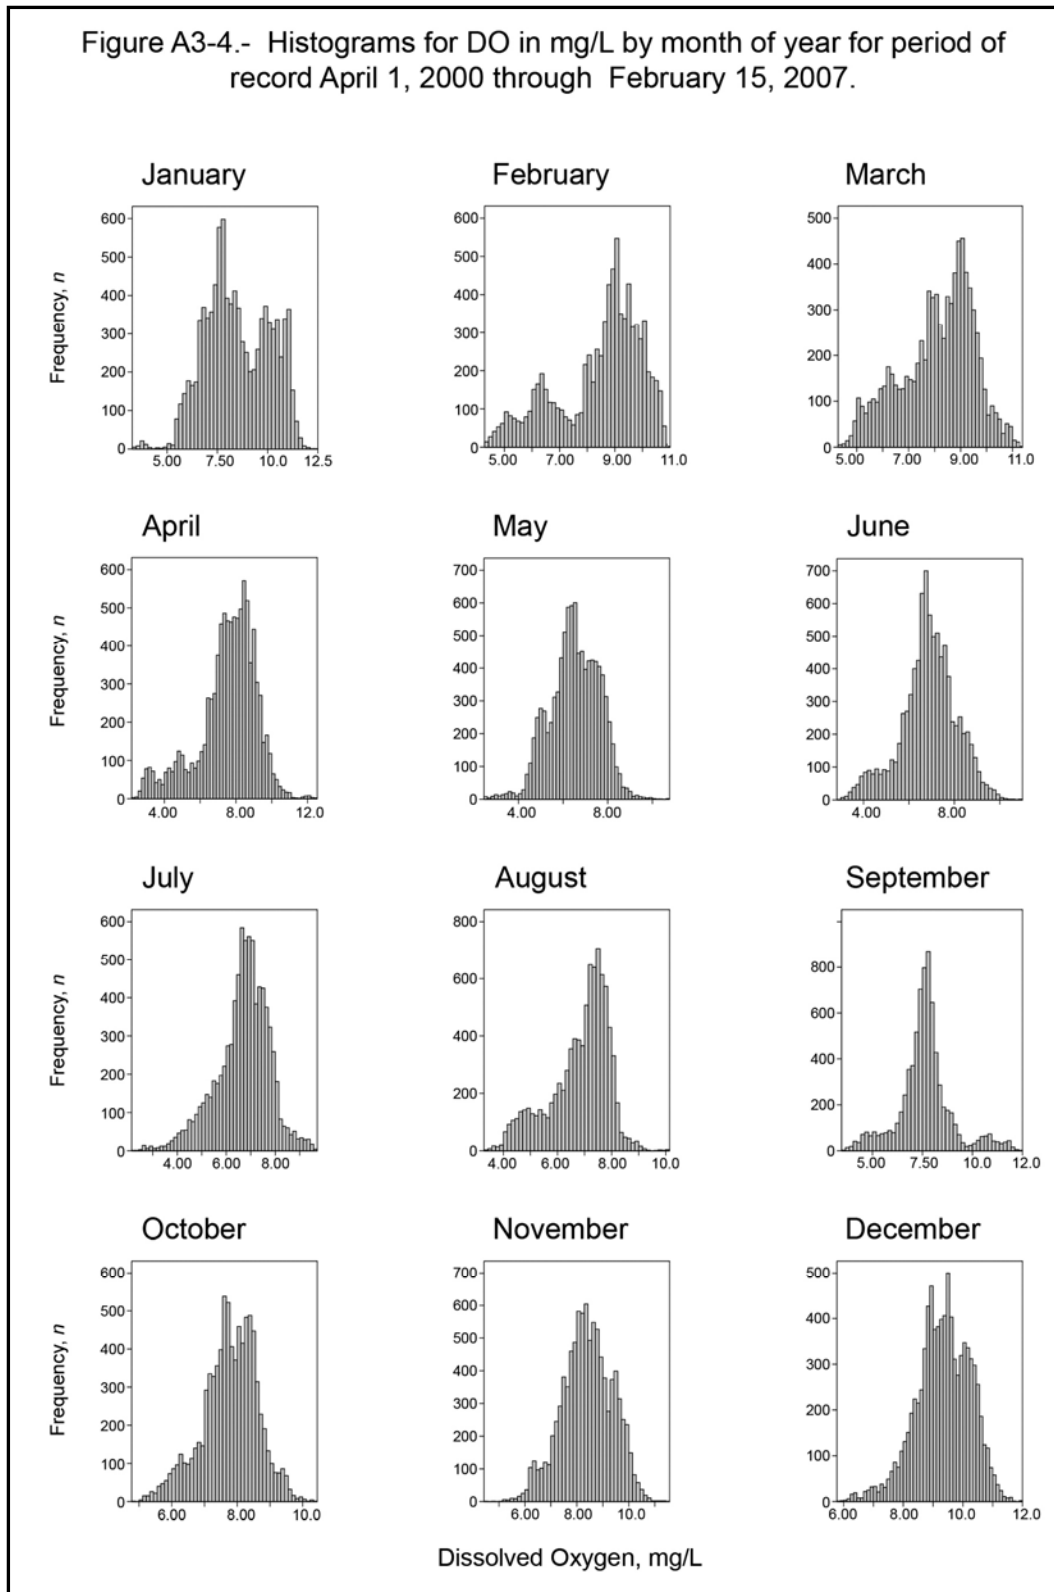 Figure A3-4.- Histograms for DO in mg/L by month of year for period of
record April 1, 2000 through February 15, 2007.
January
February
March
Frequency, n
600
500
400
300
200
100
0
5.00 7.50 10.0 12.5
600
500
400
300
200
100
0
5.00 7.00 9.00 11.0
500
400
300
200
100
0
5.00 7.00 9.00 11.0
April
May
June
Frequency, n
600
500
400
300
200
100
0
4.00 8.00 12.0
700
600
500
400
300
200
100
0
4.00 8.00
700
600
500
400
300
200
100
0
4.00 8.00
July
August
September
Frequency, n
600
500
400
300
200
100
0
4.00 6.00 8.00
800
600
400
200
0
4.00 6.00 8.00 10.0
800
600
400
200
0
5.00 7.50 10.0 12.0
October
November
December
Frequency, n
600
500
400
300
200
100
0
6.00 8.00 10.0
700
600
500
400
300
200
100
0
6.00 8.00 10.0
500
400
300
200
100
0
6.00 8.00 10.0 12.0
Dissolved Oxygen, mg/L